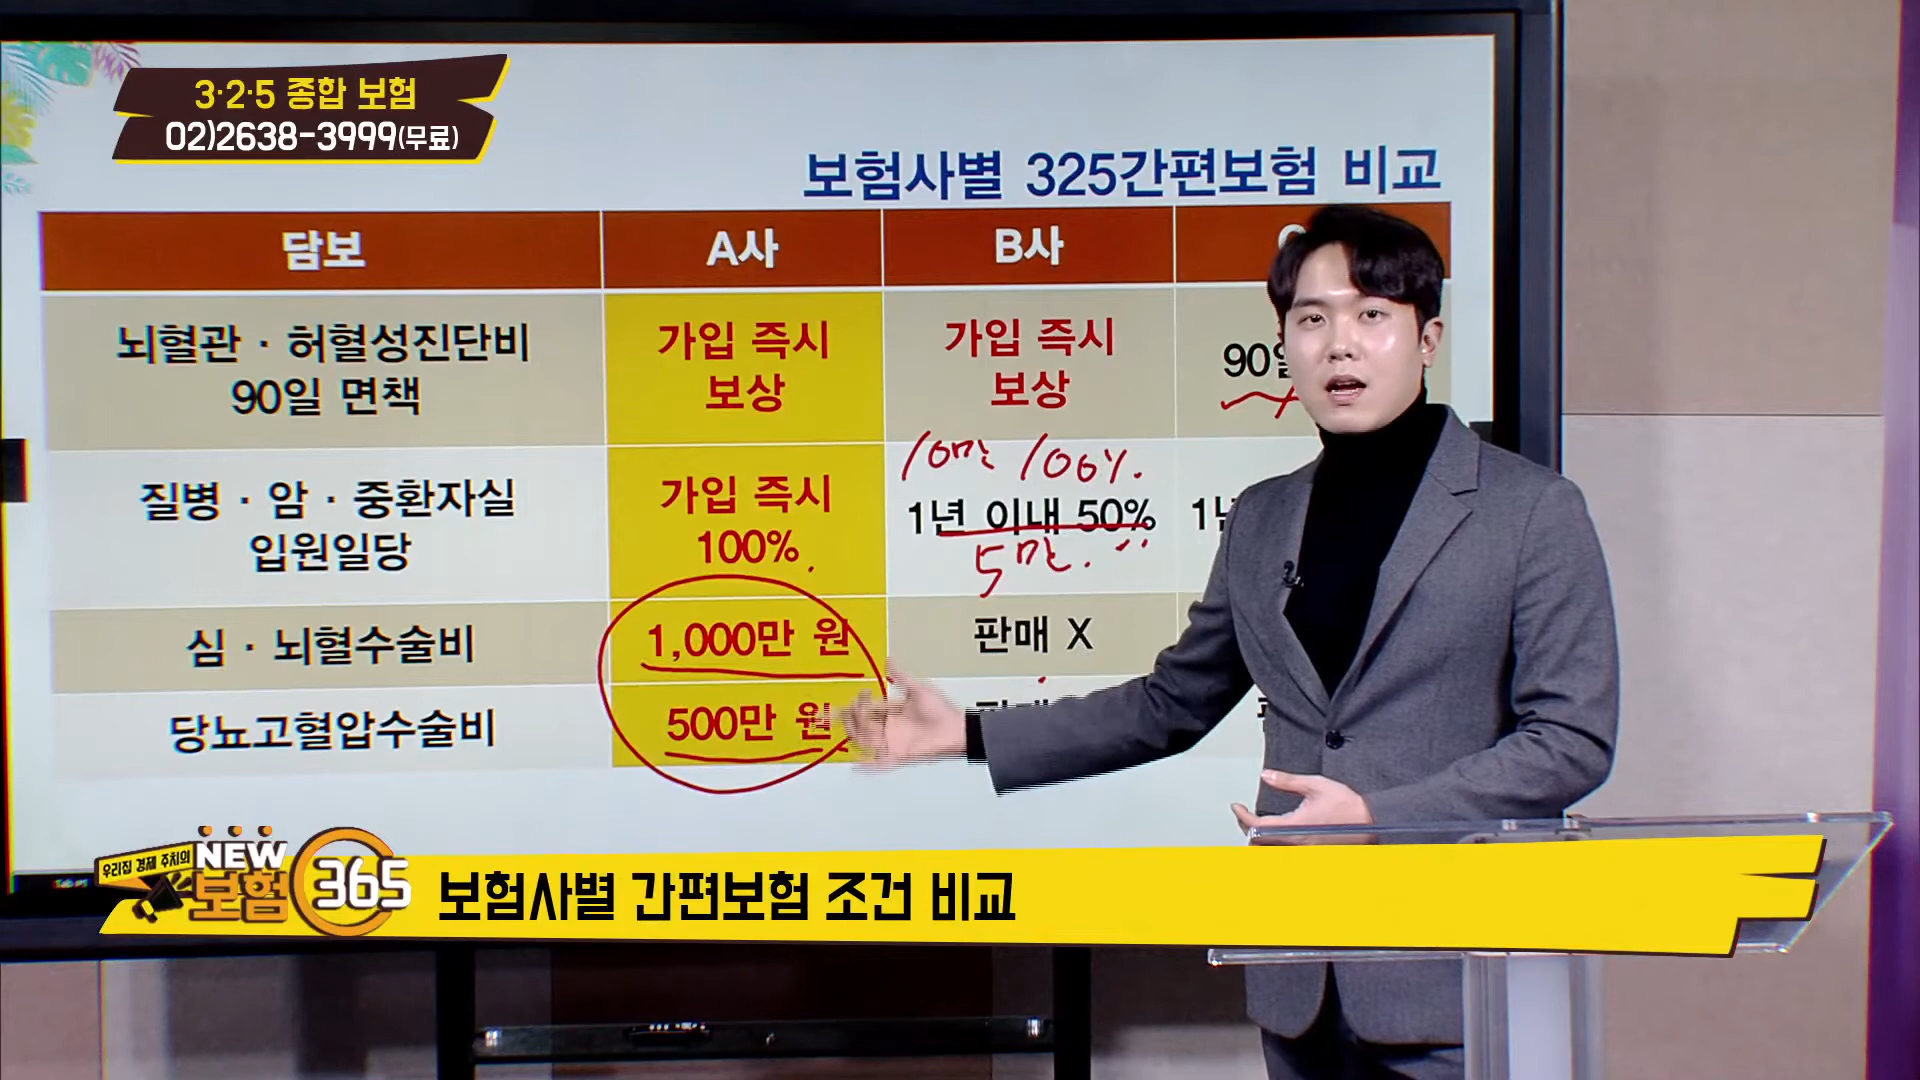 3·2·5 종합 보험
02)2638-3999(무료)
보험사별 325간편보험 비교
담보
A사
B사
뇌혈관 · 허혈성진단비
90일 면책
가입 즉시
보상
가입 즉시
보상
질병 · 암 · 중환자실
입원일당
가입 즉시
100%
10만 100%.
1년 이내 50%
5만.
심 · 뇌혈수술비
1,000만 원
판매 X
당뇨고혈압수술비
500만 원
우리집 경제 주치의
NEW
보험 365
보험사별 간편보험 조건 비교